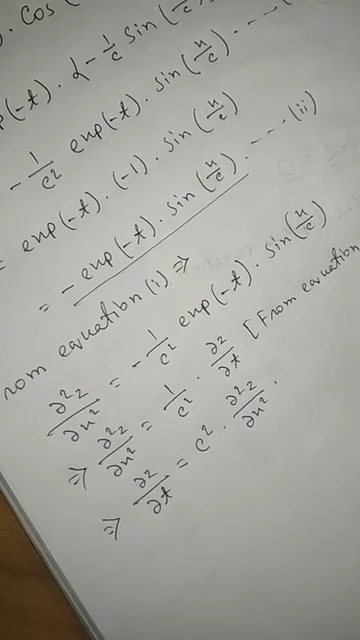 ). Cos (
p(-t). {-1/c sin(x/c
-1/c² exp(-t). sin(x/c). ----(
= exp(-t). (-1). sin(x/c)
= - exp(-t). sin(x/c). ----(ii)
rom equation (i) ⇒
∂²z/∂x² = -1/c² exp(-t). sin(x/c)
⇒ ∂²z/∂x² = 1/c² . ∂z/∂t [From equation
⇒ ∂z/∂t = c² . ∂²z/∂x² .